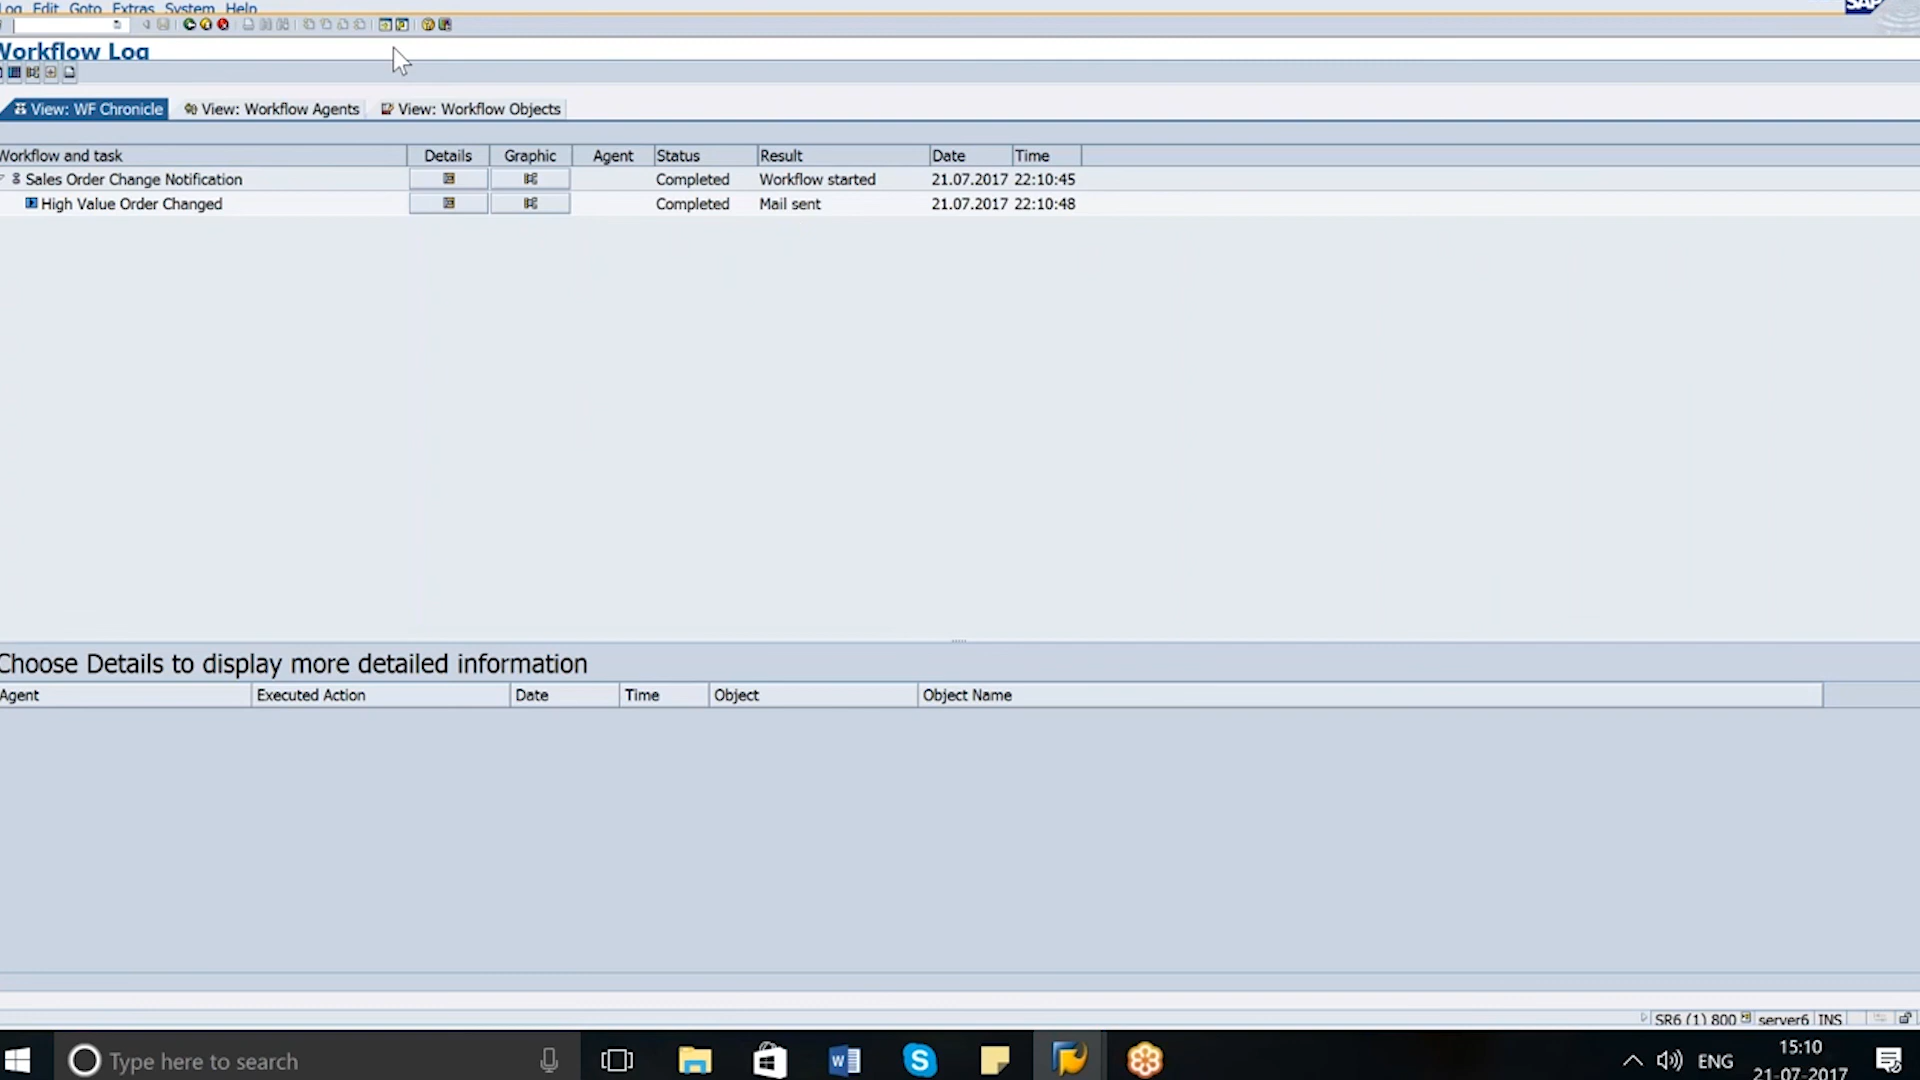 Log Edit Goto Extras System Help
SAP
Workflow Log
View: WF Chronicle View: Workflow Agents View: Workflow Objects
Workflow and task Details Graphic Agent Status Result Date Time
Sales Order Change Notification Completed Workflow started 21.07.2017 22:10:45
High Value Order Changed Completed Mail sent 21.07.2017 22:10:48
Choose Details to display more detailed information
Agent Executed Action Date Time Object Object Name
SR6 (1) 800 server6 INS
Type here to search
ENG
15:10
21-07-2017